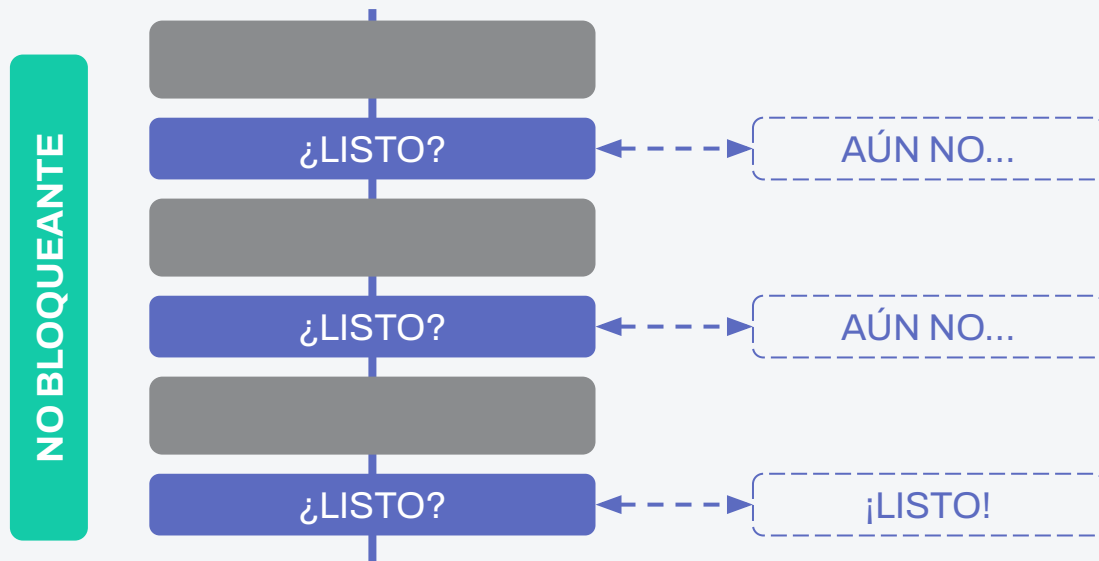 NO BLOQUEANTE
¿LISTO?
AÚN NO...
¿LISTO?
AÚN NO...
¿LISTO?
¡LISTO!